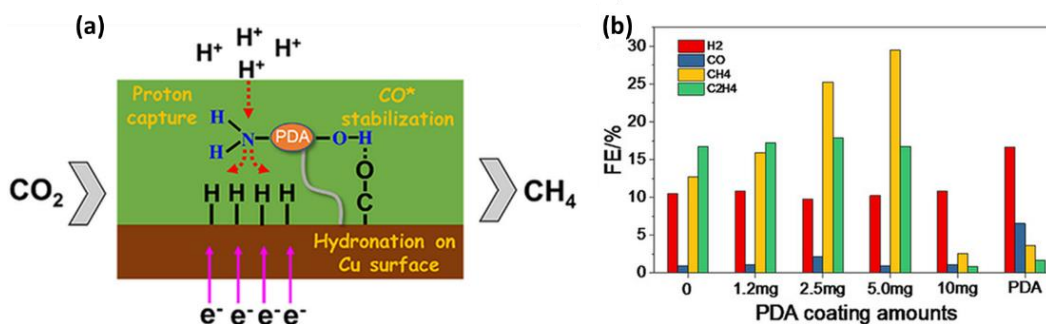 (a)
H⁺
H⁺ H⁺
H⁺
Proton capture
CO* stabilization
H
H
N
PDA
O
H
O
C
H H H H
CO₂
CH₄
Hydronation on
Cu surface
e⁻ e⁻ e⁻ e⁻
(b)
H2
CO
CH4
C2H4
FE/%
30
25
20
15
10
5
0
0 1.2mg 2.5mg 5.0mg 10mg PDA
PDA coating amounts